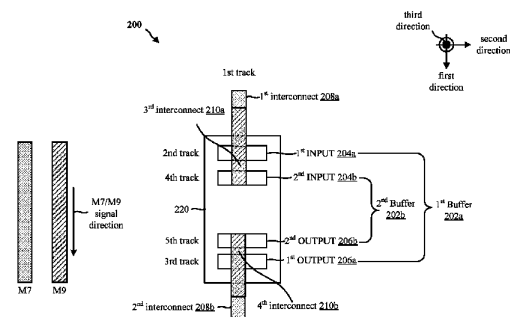 200
third direction
second direction
first direction
1st track
1st interconnect 208a
3rd interconnect 210a
2nd track
1st INPUT 204a
4th track
2nd INPUT 204b
M7/M9 signal direction
220
2nd Buffer 202b
1st Buffer 202a
5th track
2nd OUTPUT 206b
3rd track
1st OUTPUT 206a
M7
M9
2nd interconnect 208b
4th interconnect 210b